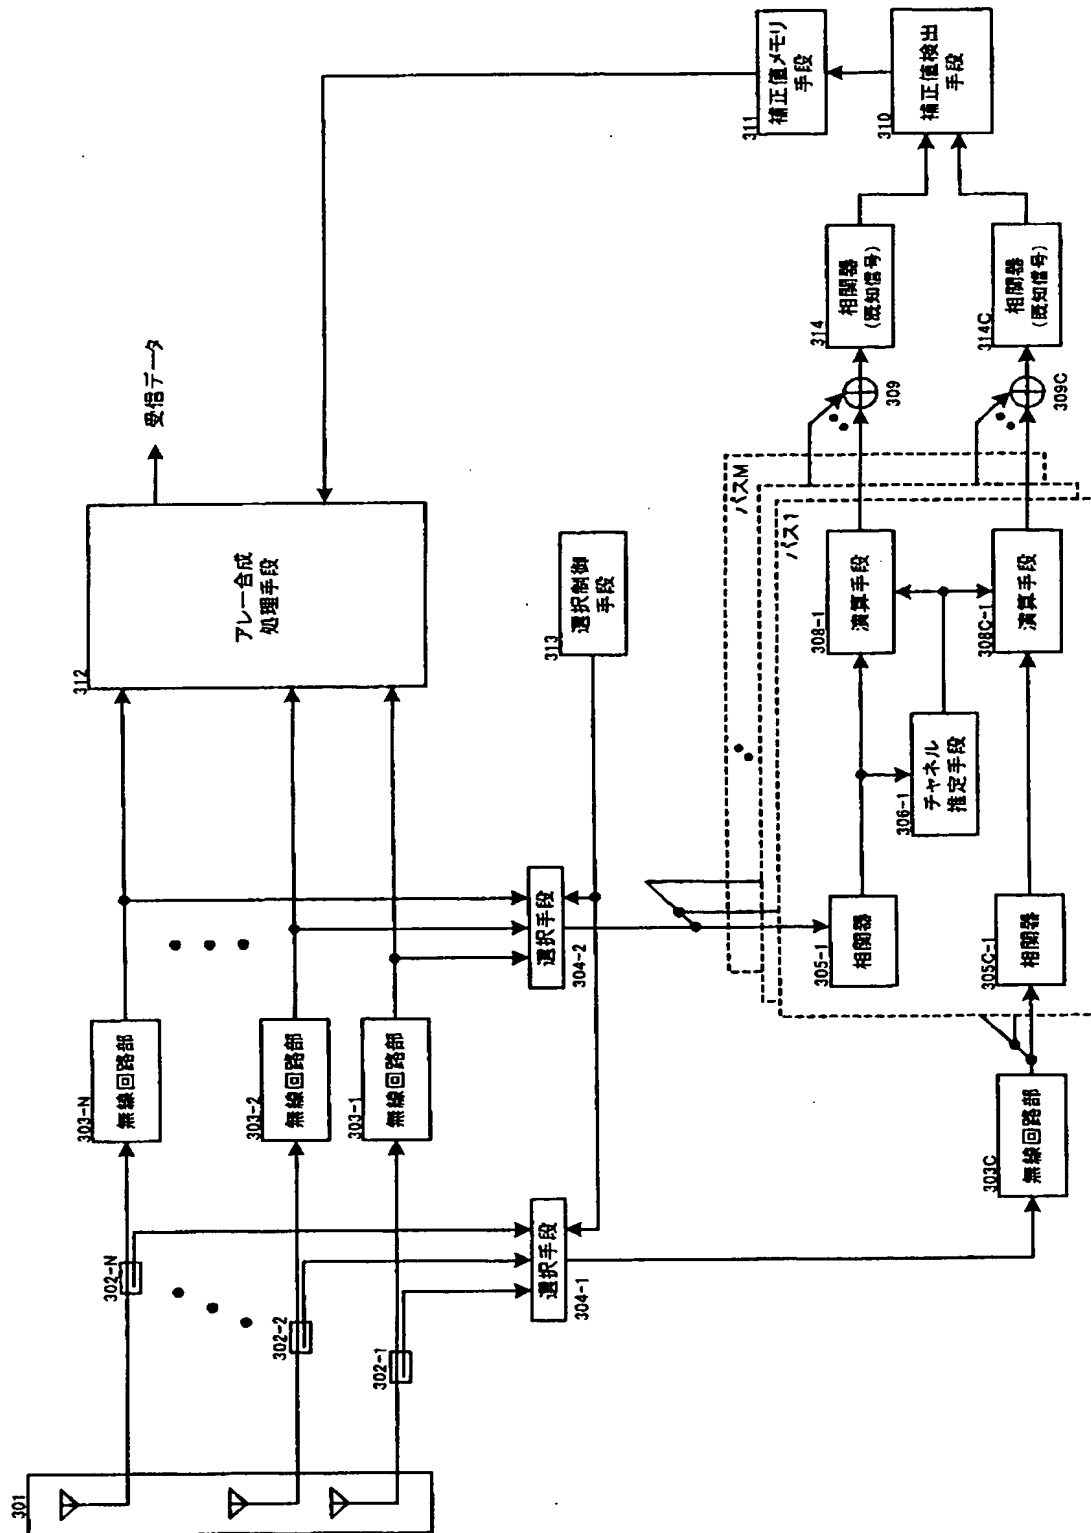 301
302-N
302-2
302-1
303-N
無線回路部
303-2
無線回路部
303-1
無線回路部
312
アレー合成
処理手段
受信データ
選択手段
304-1
選択手段
304-2
313
選択制御
手段
311
補正値メモリ
手段
310
補正値検出
手段
303C
無線回路部
パスM
パス1
305-1
相関器
305C-1
相関器
306-1
チャネル
推定手段
308-1
演算手段
308C-1
演算手段
309
309C
314
相関器
(既知信号)
314C
相関器
(既知信号)